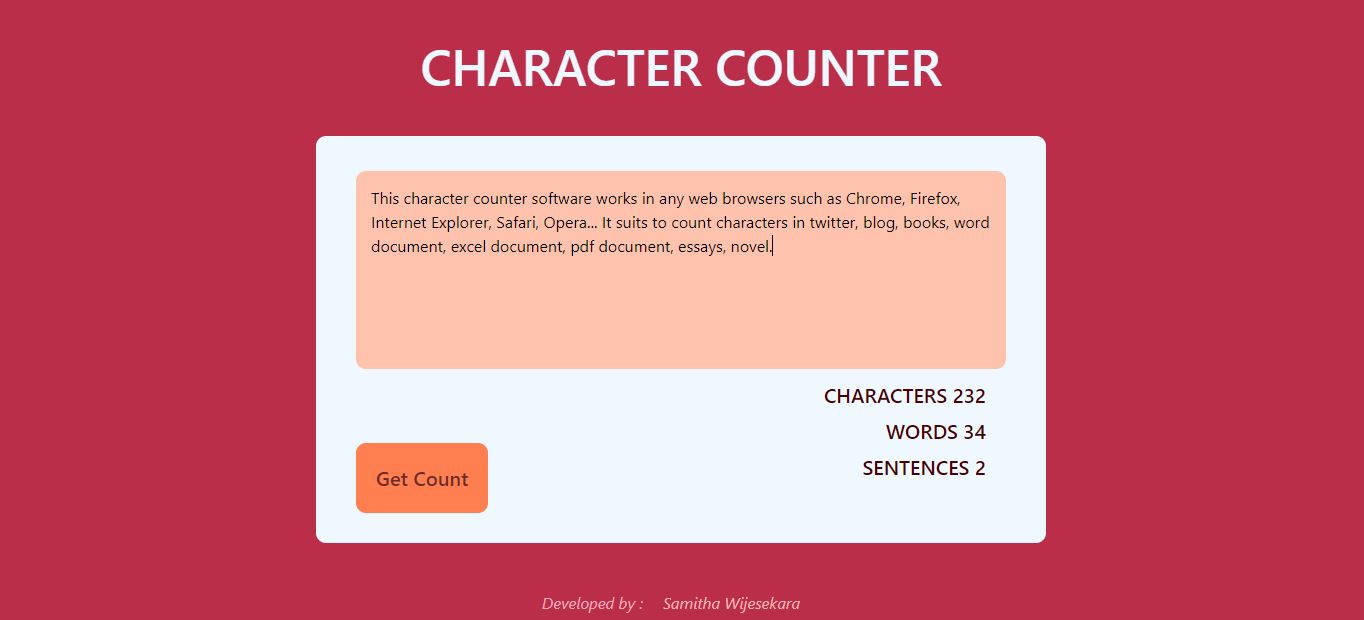 CHARACTER COUNTER
This character counter software works in any web browsers such as Chrome, Firefox,
Internet Explorer, Safari, Opera... It suits to count characters in twitter, blog, books, word
document, excel document, pdf document, essays, novel.
CHARACTERS 232
WORDS 34
SENTENCES 2
Get Count
Developed by : Samitha Wijesekara